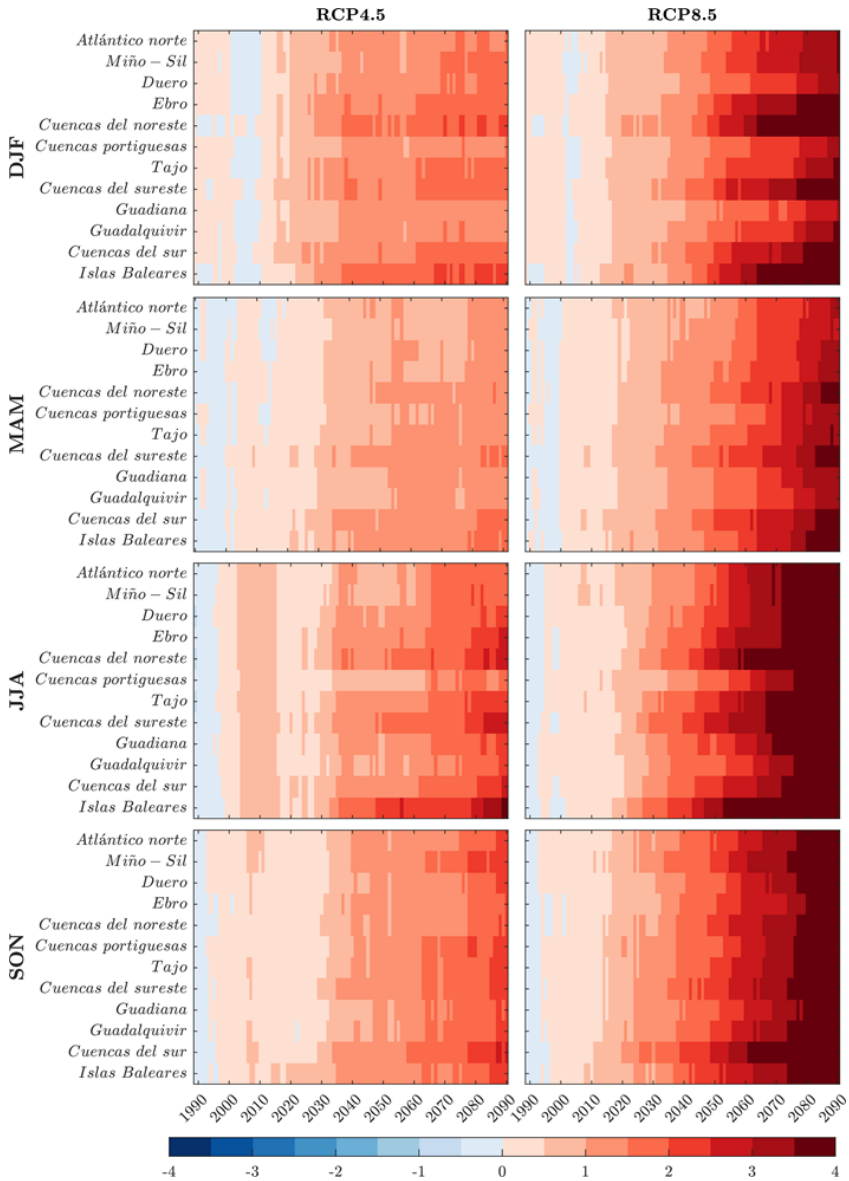 RCP4.5 RCP8.5
DJF
Atlántico norte
Miño − Sil
Duero
Ebro
Cuencas del noreste
Cuencas portiguesas
Tajo
Cuencas del sureste
Guadiana
Guadalquivir
Cuencas del sur
Islas Baleares
MAM
Atlántico norte
Miño − Sil
Duero
Ebro
Cuencas del noreste
Cuencas portiguesas
Tajo
Cuencas del sureste
Guadiana
Guadalquivir
Cuencas del sur
Islas Baleares
JJA
Atlántico norte
Miño − Sil
Duero
Ebro
Cuencas del noreste
Cuencas portiguesas
Tajo
Cuencas del sureste
Guadiana
Guadalquivir
Cuencas del sur
Islas Baleares
SON
Atlántico norte
Miño − Sil
Duero
Ebro
Cuencas del noreste
Cuencas portiguesas
Tajo
Cuencas del sureste
Guadiana
Guadalquivir
Cuencas del sur
Islas Baleares
1990 2000 2010 2020 2030 2040 2050 2060 2070 2080 2090 1990 2000 2010 2020 2030 2040 2050 2060 2070 2080 2090
-4 -3 -2 -1 0 1 2 3 4